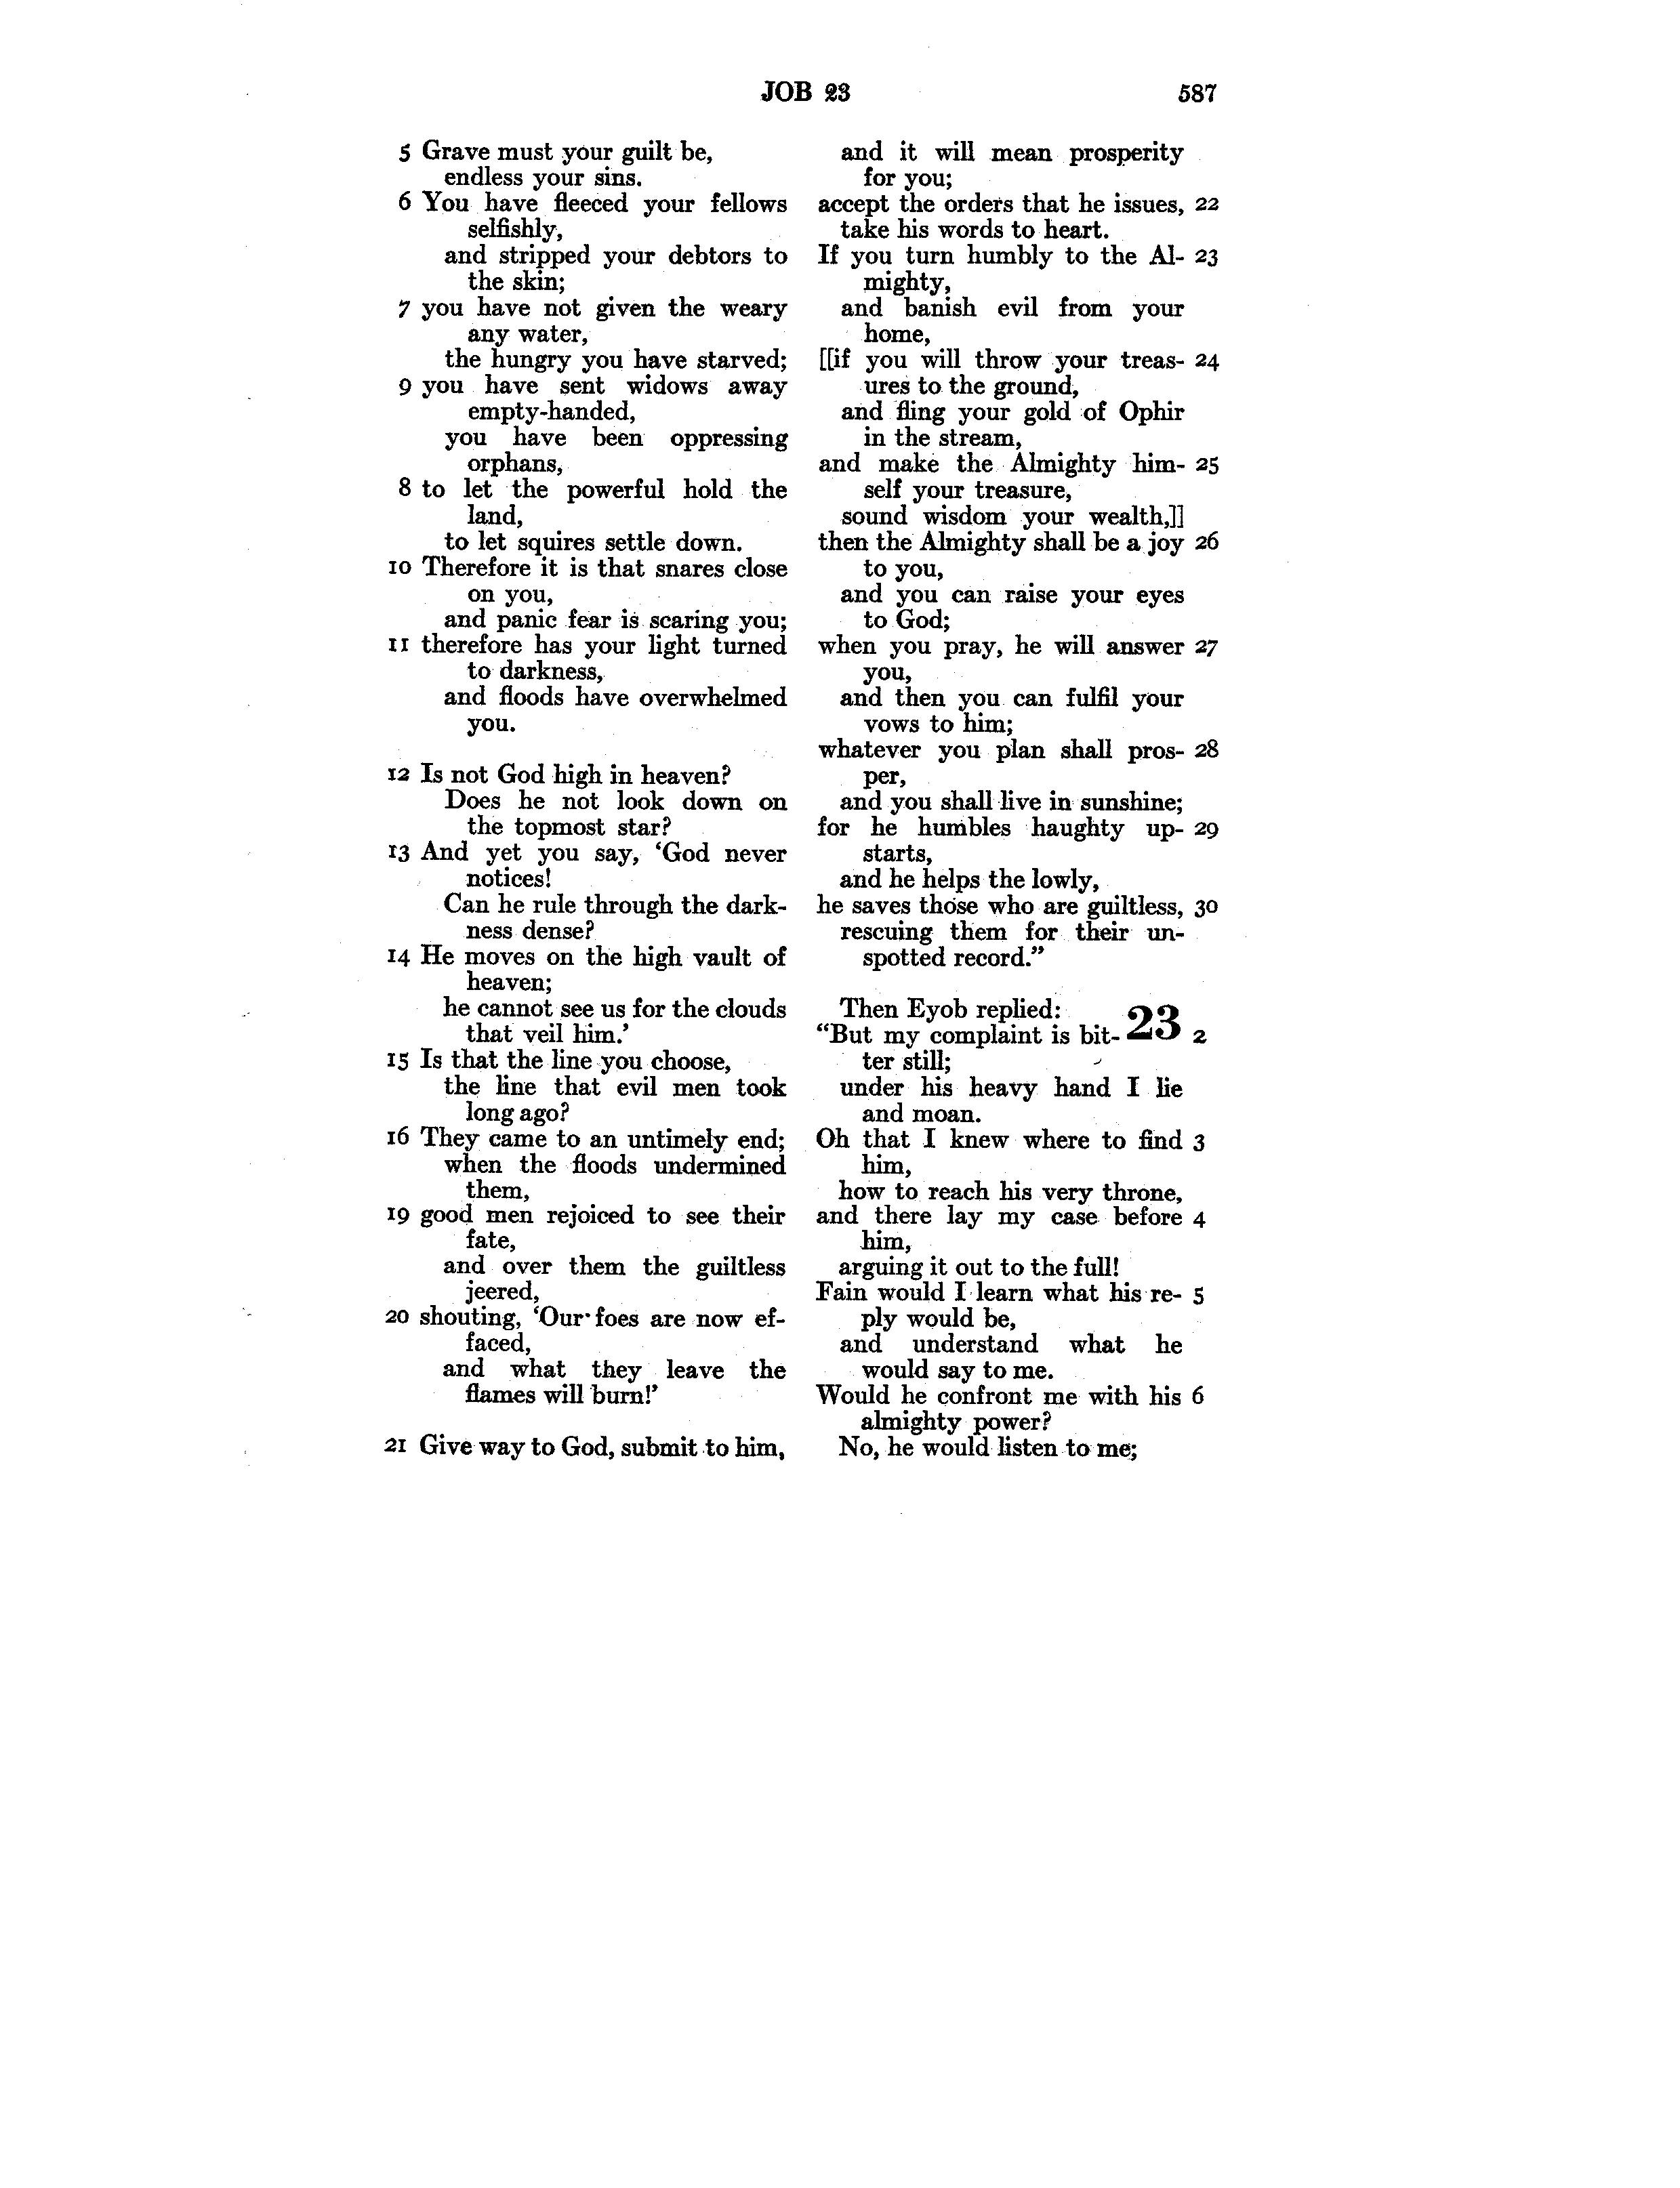 JOB 23 587
5 Grave must your guilt be,
endless your sins.
6 You have fleeced your fellows
selfishly,
and stripped your debtors to
the skin;
7 you have not given the weary
any water,
the hungry you have starved;
9 you have sent widows away
empty-handed,
you have been oppressing
orphans,
8 to let the powerful hold the
land,
to let squires settle down.
10 Therefore it is that snares close
on you,
and panic fear is scaring you;
11 therefore has your light turned
to darkness,
and floods have overwhelmed
you.
12 Is not God high in heaven?
Does he not look down on
the topmost star?
13 And yet you say, ‘God never
notices!
Can he rule through the dark-
ness dense?
14 He moves on the high vault of
heaven;
he cannot see us for the clouds
that veil him.’
15 Is that the line you choose,
the line that evil men took
long ago?
16 They came to an untimely end;
when the floods undermined
them,
19 good men rejoiced to see their
fate,
and over them the guiltless
jeered,
20 shouting, ‘Our foes are now ef-
faced,
and what they leave the
flames will burn!’
21 Give way to God, submit to him,
and it will mean prosperity
for you;
accept the orders that he issues, 22
take his words to heart.
If you turn humbly to the Al- 23
mighty,
and banish evil from your
home,
[[if you will throw your treas- 24
ures to the ground,
and fling your gold of Ophir
in the stream,
and make the Almighty him- 25
self your treasure,
sound wisdom your wealth,]]
then the Almighty shall be a joy 26
to you,
and you can raise your eyes
to God;
when you pray, he will answer 27
you,
and then you can fulfil your
vows to him;
whatever you plan shall pros- 28
per,
and you shall live in sunshine;
for he humbles haughty up- 29
starts,
and he helps the lowly,
he saves those who are guiltless, 30
rescuing them for their un-
spotted record.”
Then Eyob replied: 23
“But my complaint is bit- 2
ter still;
under his heavy hand I lie
and moan.
Oh that I knew where to find 3
him,
how to reach his very throne,
and there lay my case before 4
him,
arguing it out to the full!
Fain would I learn what his re- 5
ply would be,
and understand what he
would say to me.
Would he confront me with his 6
almighty power?
No, he would listen to me;